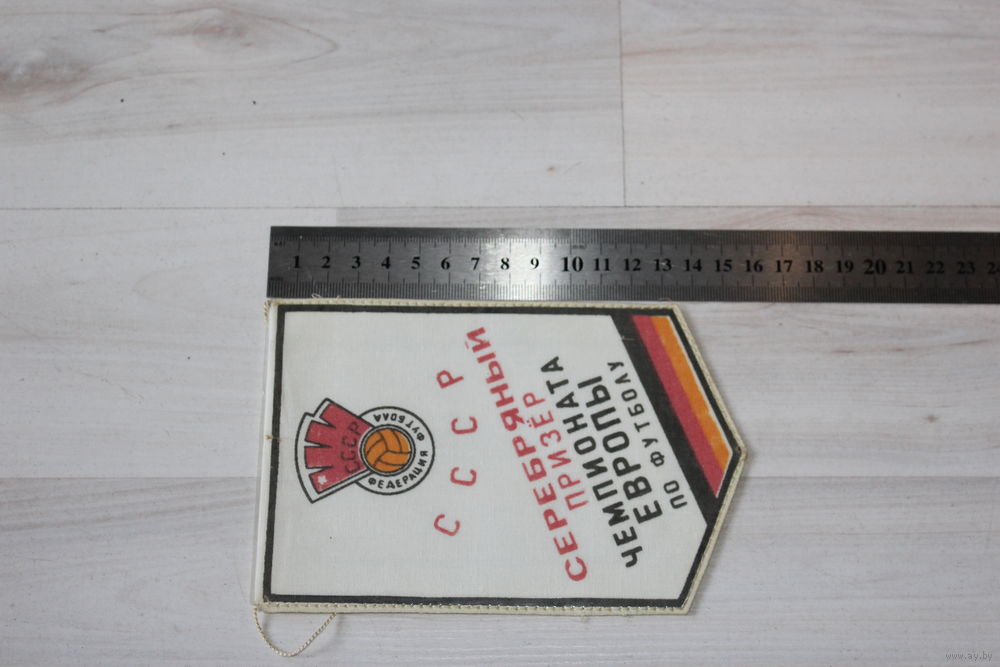 1 2 3 4 5 6 7 8 9 10 11 12 13 14 15 16 17 18 19 20 21 22 23
СССР
ФЕДЕРАЦИЯ ФУТБОЛА
СССР
СЕРЕБРЯНЫЙ
ПРИЗЁР
ЧЕМПИОНАТА
ЕВРОПЫ
ПО ФУТБОЛУ
www.ay.by